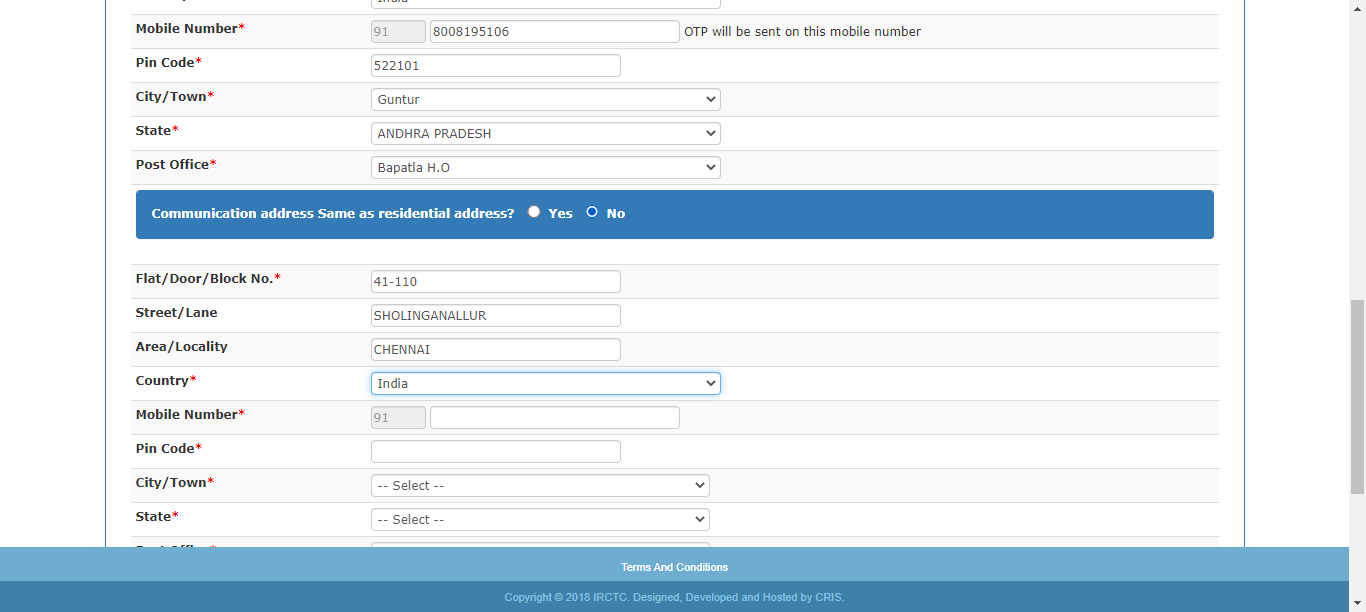 Mobile Number* 91 8008195106 OTP will be sent on this mobile number
Pin Code* 522101
City/Town* Guntur
State* ANDHRA PRADESH
Post Office* Bapatla H.O
Communication address Same as residential address? Yes No
Flat/Door/Block No.* 41-110
Street/Lane SHOLINGANALLUR
Area/Locality CHENNAI
Country* India
Mobile Number* 91
Pin Code*
City/Town* -- Select --
State* -- Select --
Terms And Conditions
Copyright © 2018 IRCTC. Designed, Developed and Hosted by CRIS.